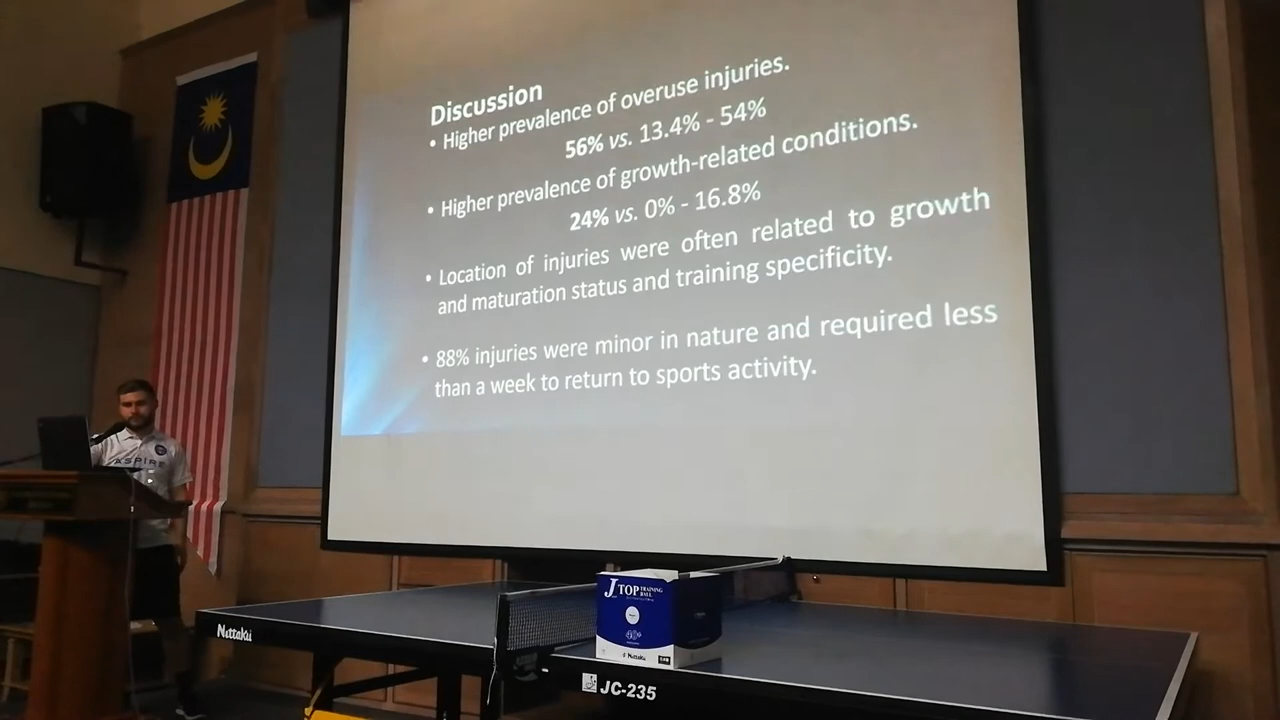 Discussion
• Higher prevalence of overuse injuries.
56% vs. 13.4% - 54%
• Higher prevalence of growth-related conditions.
24% vs. 0% - 16.8%
• Location of injuries were often related to growth
and maturation status and training specificity.
• 88% injuries were minor in nature and required less
than a week to return to sports activity.
ASPIRE
J TOP TRAINING
BALL
40+
Nittaku
Nittaku
JC-235